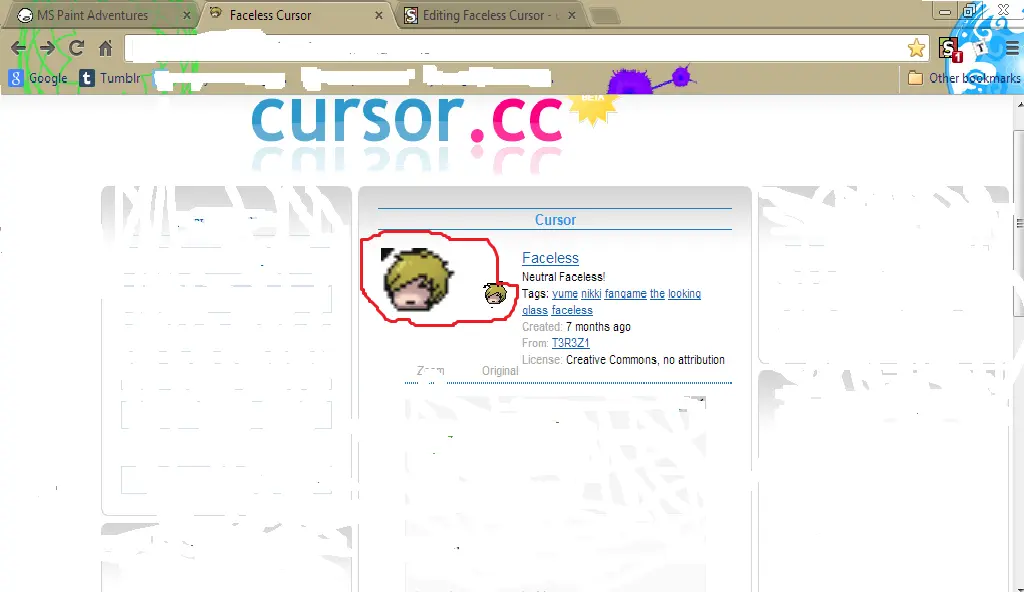 MS Paint Adventures
Faceless Cursor
Editing Faceless Cursor -
Google
Tumblr
1
Other bookmarks
cursor.cc
BETA
Cursor
Faceless
Neutral Faceless!
Tags: yume nikki fangame the looking
glass faceless
Created: 7 months ago
From: T3R3Z1
License: Creative Commons, no attribution
Zoom
Original